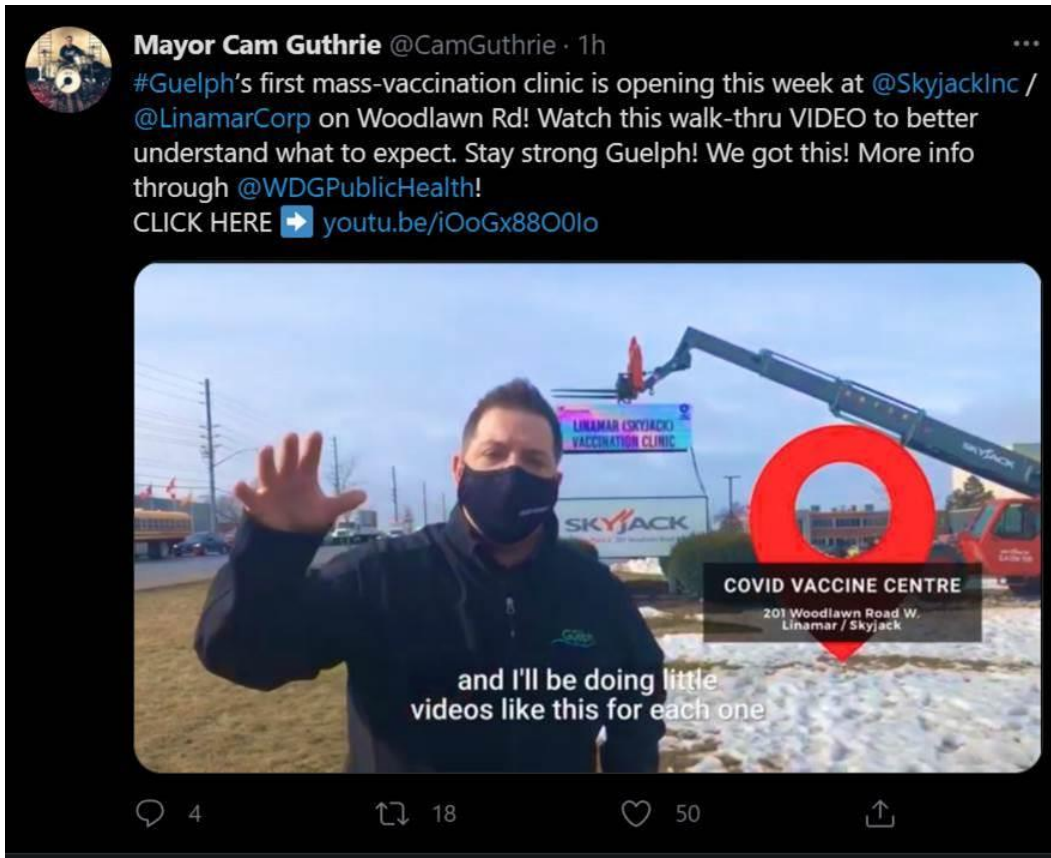 Mayor Cam Guthrie @CamGuthrie · 1h
#Guelph's first mass-vaccination clinic is opening this week at @SkyjackInc /
@LinamarCorp on Woodlawn Rd! Watch this walk-thru VIDEO to better
understand what to expect. Stay strong Guelph! We got this! More info
through @WDGPublicHealth!
CLICK HERE ➡ youtu.be/iOoGx88O0Io
LINAMAR (SKYJACK)
VACCINATION CLINIC
SKYJACK
SKYJACK
COVID VACCINE CENTRE
201 Woodlawn Road W.
Linamar / Skyjack
Guelph
and I'll be doing little
videos like this for each one
4 18 50